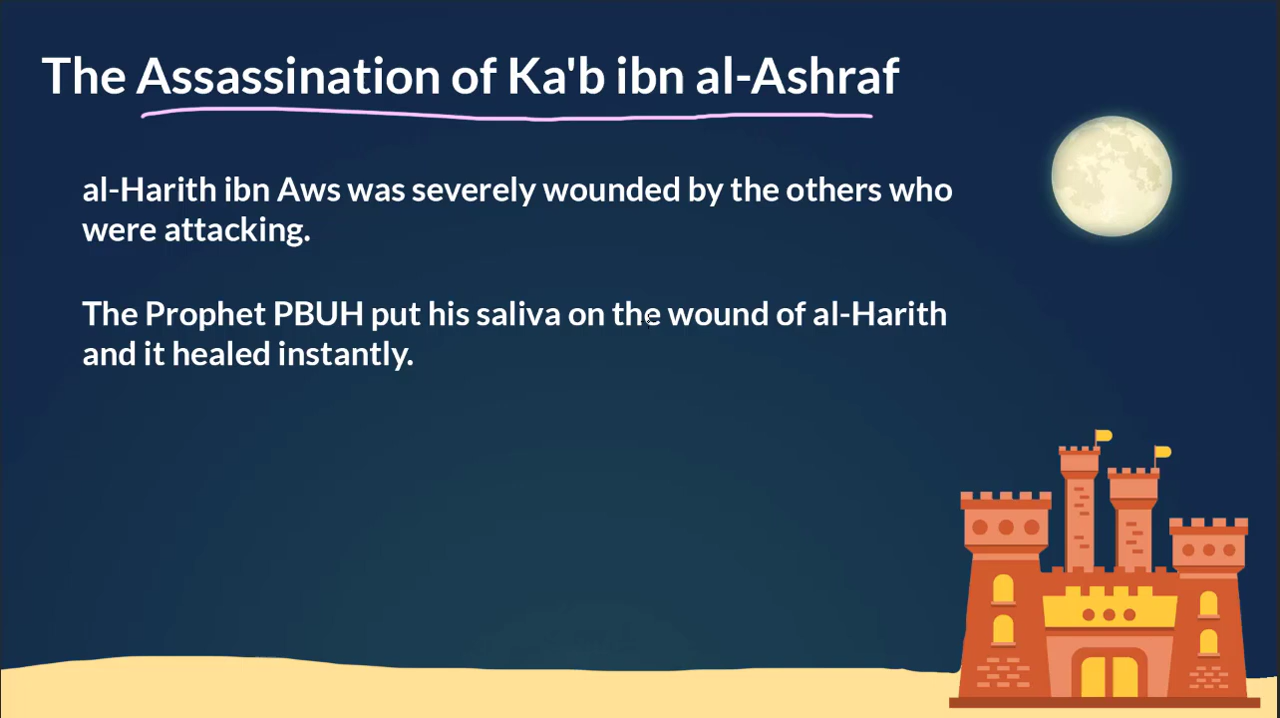 The Assassination of Ka'b ibn al-Ashraf
al-Harith ibn Aws was severely wounded by the others who
were attacking.
The Prophet PBUH put his saliva on the wound of al-Harith
and it healed instantly.